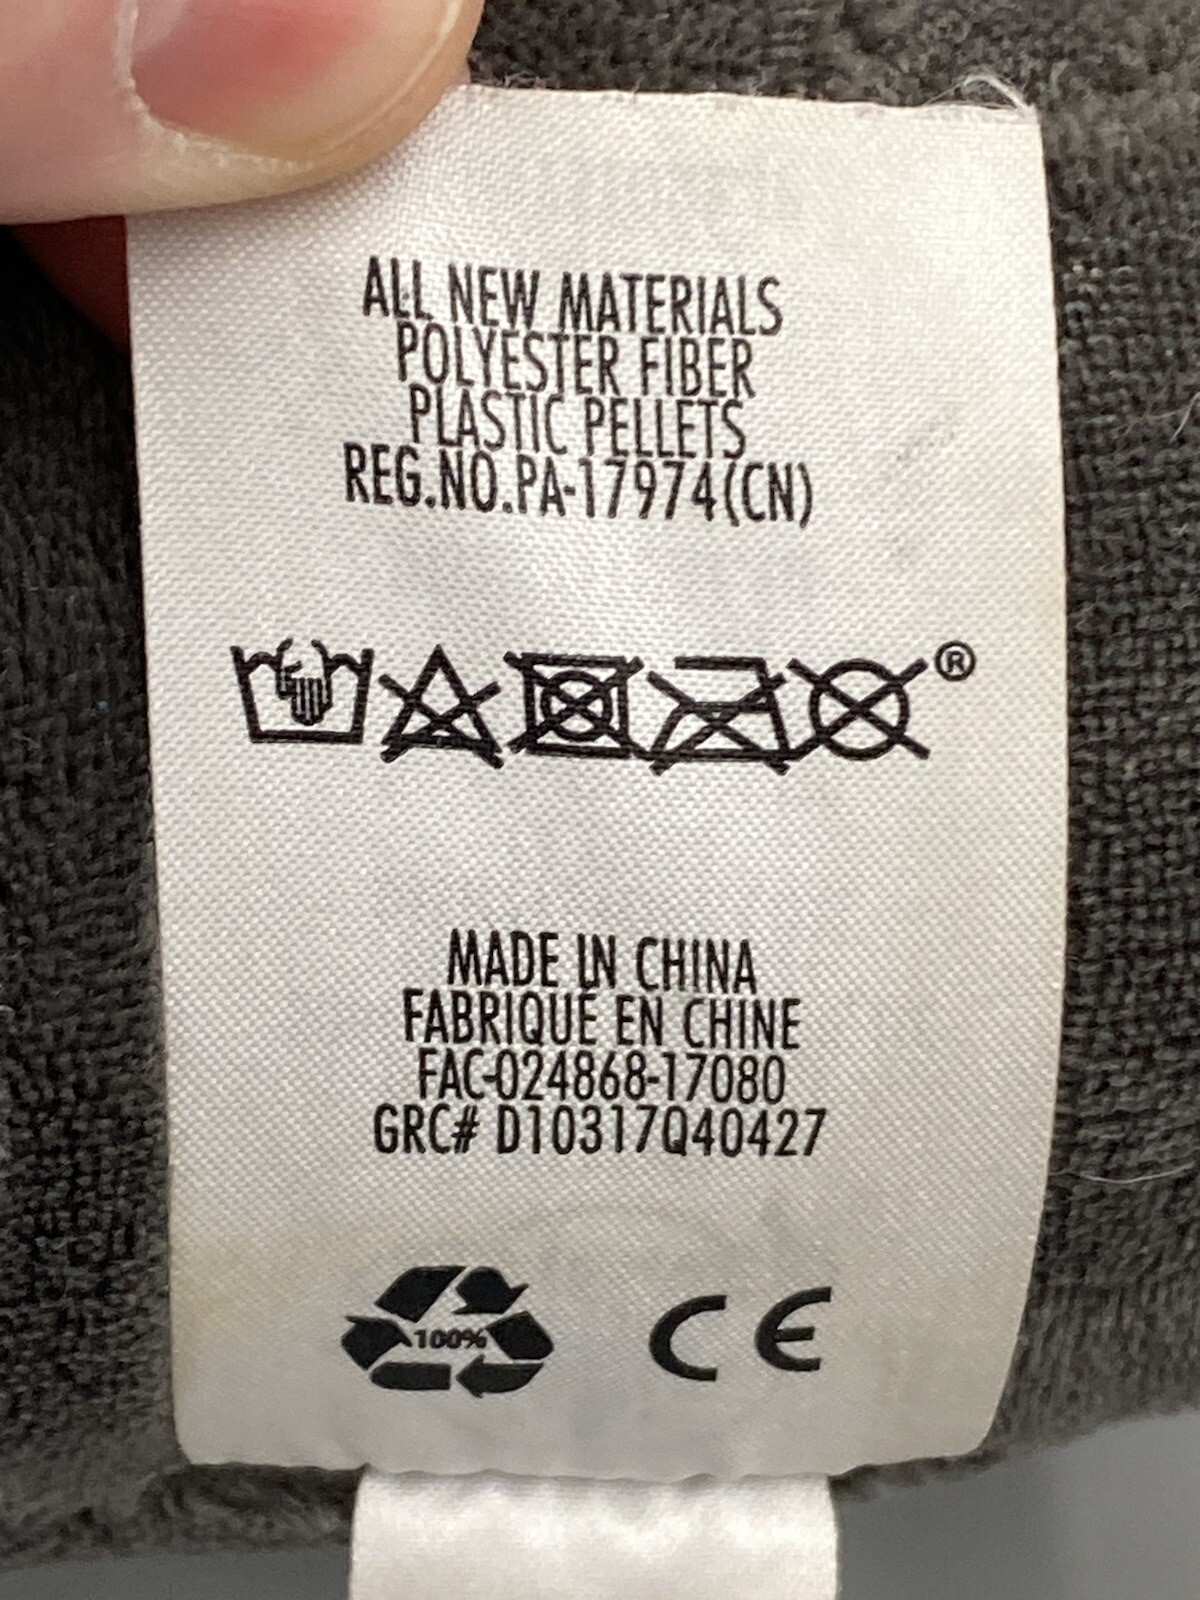 ALL NEW MATERIALS
POLYESTER FIBER
PLASTIC PELLETS
REG.NO.PA-17974(CN)
®
MADE IN CHINA
FABRIQUÉ EN CHINE
FAC-024868-17080
GRC# D10317Q40427
100% CE